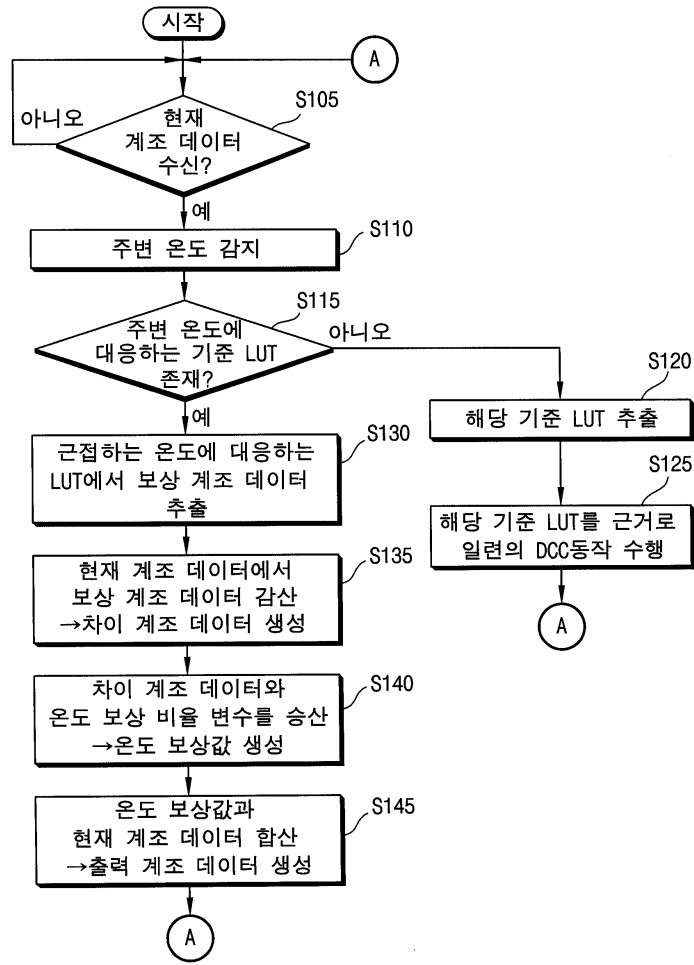 시작
A
S105
아니오
현재
계조 데이터
수신?
예
S110
주변 온도 감지
S115
주변 온도에
대응하는 기준 LUT
존재?
아니오
예
S120
해당 기준 LUT 추출
S130
근접하는 온도에 대응하는
LUT에서 보상 계조 데이터
추출
S125
해당 기준 LUT를 근거로
일련의 DCC동작 수행
A
S135
현재 계조 데이터에서
보상 계조 데이터 감산
→차이 계조 데이터 생성
S140
차이 계조 데이터와
온도 보상 비율 변수를 승산
→온도 보상값 생성
S145
온도 보상값과
현재 계조 데이터 합산
→출력 계조 데이터 생성
A